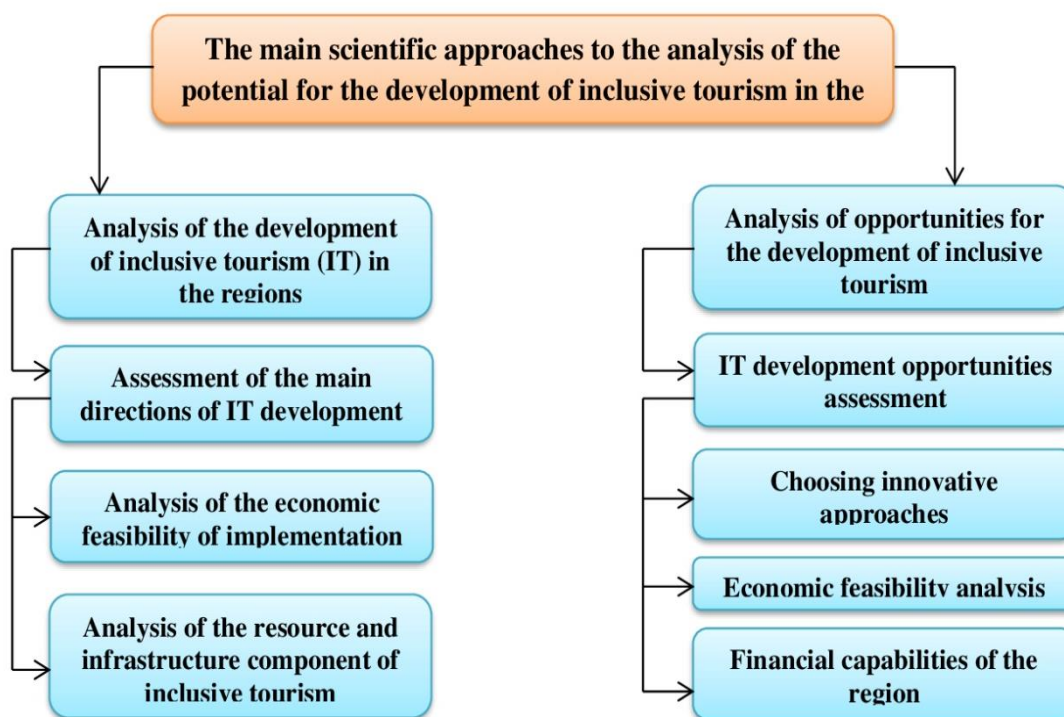 The main scientific approaches to the analysis of the
potential for the development of inclusive tourism in the
Analysis of the development
of inclusive tourism (IT) in
the regions
Assessment of the main
directions of IT development
Analysis of the economic
feasibility of implementation
Analysis of the resource and
infrastructure component of
inclusive tourism
Analysis of opportunities for
the development of inclusive
tourism
IT development opportunities
assessment
Choosing innovative
approaches
Economic feasibility analysis
Financial capabilities of the
region